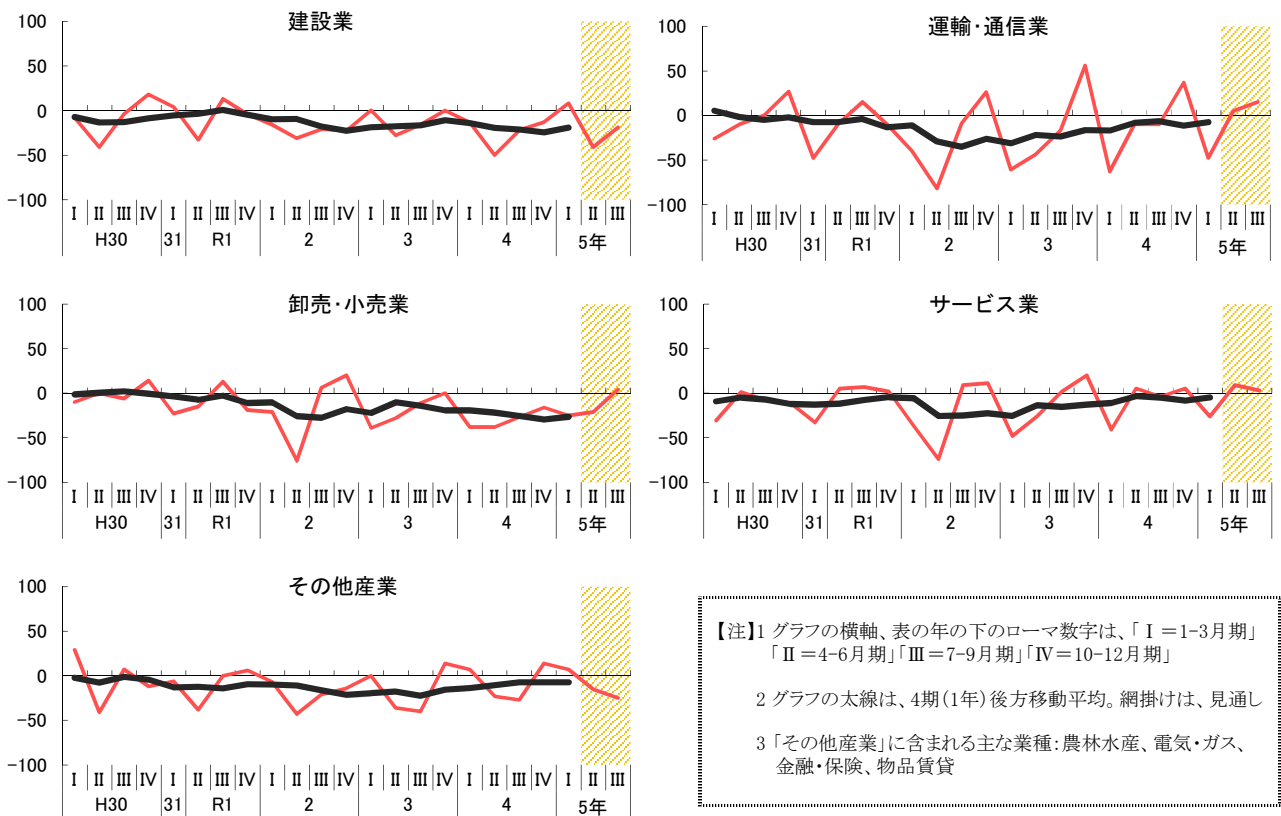 建設業
100
50
0
-50
-100
Ⅰ Ⅱ Ⅲ Ⅳ Ⅰ Ⅱ Ⅲ Ⅳ Ⅰ Ⅱ Ⅲ Ⅳ Ⅰ Ⅱ Ⅲ Ⅳ Ⅰ Ⅱ Ⅲ Ⅳ Ⅰ Ⅱ Ⅲ
H30 31 R1 2 3 4 5年
運輸・通信業
100
50
0
-50
-100
Ⅰ Ⅱ Ⅲ Ⅳ Ⅰ Ⅱ Ⅲ Ⅳ Ⅰ Ⅱ Ⅲ Ⅳ Ⅰ Ⅱ Ⅲ Ⅳ Ⅰ Ⅱ Ⅲ Ⅳ Ⅰ Ⅱ Ⅲ
H30 31 R1 2 3 4 5年
卸売・小売業
100
50
0
-50
-100
Ⅰ Ⅱ Ⅲ Ⅳ Ⅰ Ⅱ Ⅲ Ⅳ Ⅰ Ⅱ Ⅲ Ⅳ Ⅰ Ⅱ Ⅲ Ⅳ Ⅰ Ⅱ Ⅲ Ⅳ Ⅰ Ⅱ Ⅲ
H30 31 R1 2 3 4 5年
サービス業
100
50
0
-50
-100
Ⅰ Ⅱ Ⅲ Ⅳ Ⅰ Ⅱ Ⅲ Ⅳ Ⅰ Ⅱ Ⅲ Ⅳ Ⅰ Ⅱ Ⅲ Ⅳ Ⅰ Ⅱ Ⅲ Ⅳ Ⅰ Ⅱ Ⅲ
H30 31 R1 2 3 4 5年
その他産業
100
50
0
-50
-100
Ⅰ Ⅱ Ⅲ Ⅳ Ⅰ Ⅱ Ⅲ Ⅳ Ⅰ Ⅱ Ⅲ Ⅳ Ⅰ Ⅱ Ⅲ Ⅳ Ⅰ Ⅱ Ⅲ Ⅳ Ⅰ Ⅱ Ⅲ
H30 31 R1 2 3 4 5年
【注】1 グラフの横軸、表の年の下のローマ数字は、「Ⅰ=1-3月期」
「Ⅱ=4-6月期」「Ⅲ=7-9月期」「Ⅳ=10-12月期」
2 グラフの太線は、4期(1年)後方移動平均。網掛けは、見通し
3 「その他産業」に含まれる主な業種:農林水産、電気・ガス、
金融・保険、物品賃貸